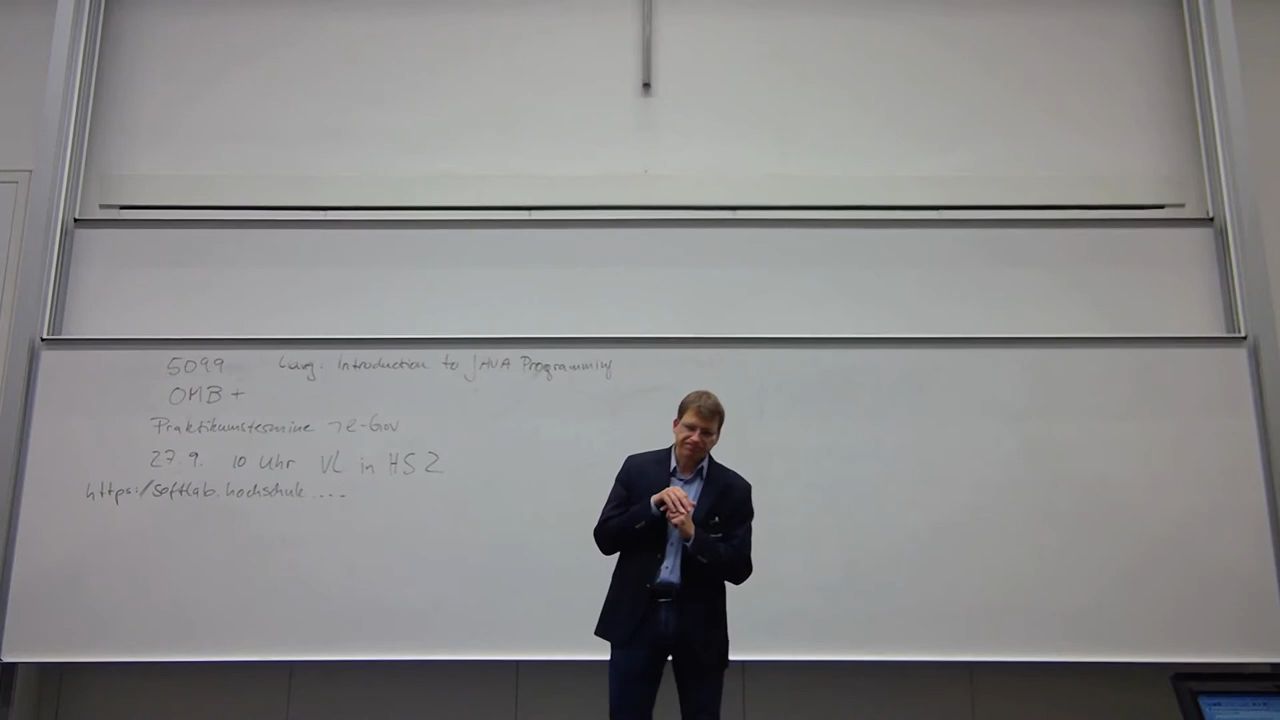 5099 Liang: Introduction to JAVA Programming
OMB+
Praktikumstermine → e-Gov
27.9. 10 Uhr VL in HS 2
https://softlab.hochschule....